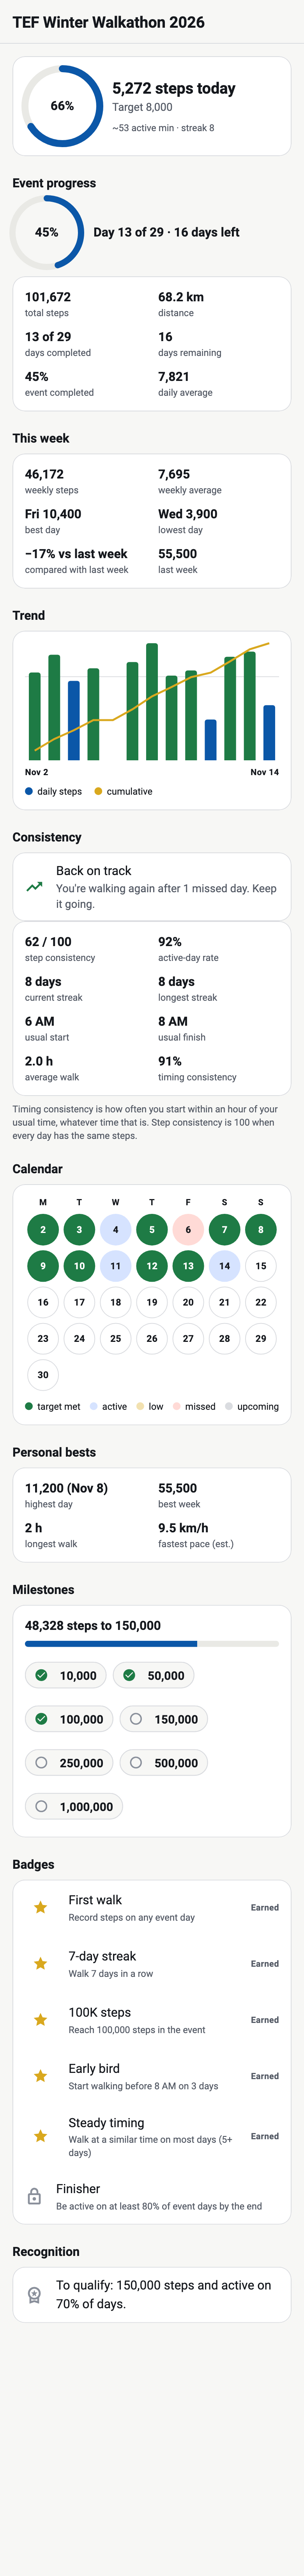 TEF Winter Walkathon 2026
66%
5,272 steps today
Target 8,000
~53 active min · streak 8
Event progress
45%
Day 13 of 29 · 16 days left
101,672
68.2 km
total steps
distance
13 of 29
16
days completed
days remaining
45%
7,821
event completed
daily average
This week
46,172
7,695
weekly steps
weekly average
Fri 10,400
Wed 3,900
best day
lowest day
−17% vs last week
55,500
compared with last week
last week
Trend
Nov 2
Nov 14
daily steps
cumulative
Consistency
Back on track
You're walking again after 1 missed day. Keep
it going.
62 / 100
92%
step consistency
active-day rate
8 days
8 days
current streak
longest streak
6 AM
8 AM
usual start
usual finish
2.0 h
91%
average walk
timing consistency
Timing consistency is how often you start within an hour of your
usual time, whatever time that is. Step consistency is 100 when
every day has the same steps.
Calendar
M T W T F S S
2 3 4 5 6 7 8
9 10 11 12 13 14 15
16 17 18 19 20 21 22
23 24 25 26 27 28 29
30
target met active low missed upcoming
Personal bests
11,200 (Nov 8)
55,500
highest day
best week
2 h
9.5 km/h
longest walk
fastest pace (est.)
Milestones
48,328 steps to 150,000
10,000
50,000
100,000
150,000
250,000
500,000
1,000,000
Badges
First walk
Record steps on any event day
Earned
7-day streak
Walk 7 days in a row
Earned
100K steps
Reach 100,000 steps in the event
Earned
Early bird
Start walking before 8 AM on 3 days
Earned
Steady timing
Walk at a similar time on most days (5+
days)
Earned
Finisher
Be active on at least 80% of event days by the end
Recognition
To qualify: 150,000 steps and active on
70% of days.